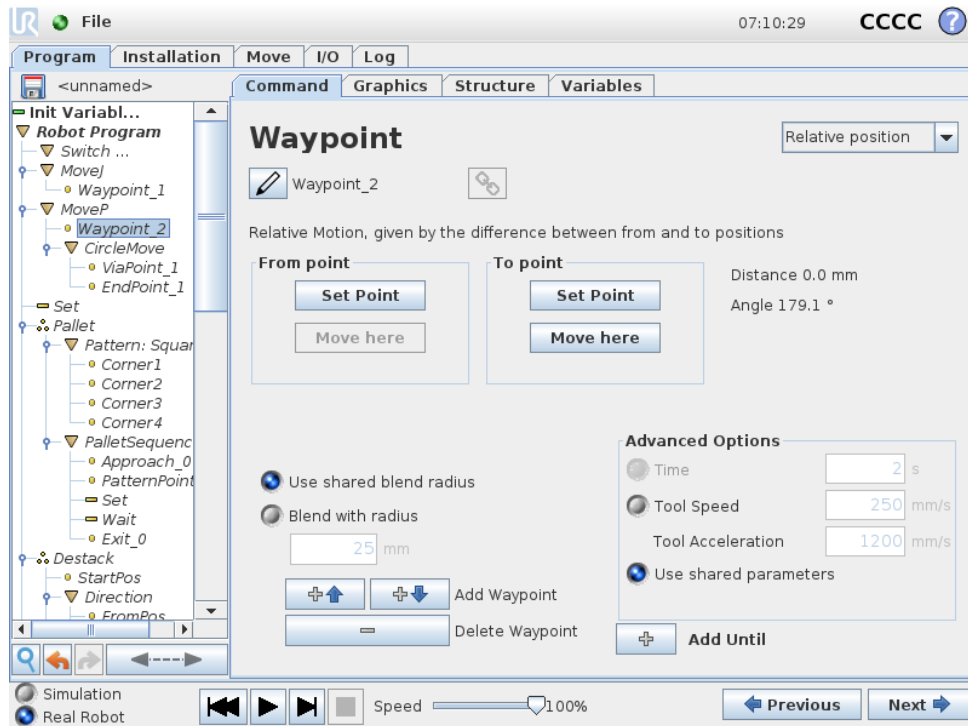 UR File 07:10:29 CCCC ?
Program Installation Move I/O Log
<unnamed> Command Graphics Structure Variables
Init Variabl...
Robot Program
Switch ...
MoveJ
Waypoint_1
MoveP
Waypoint_2
CircleMove
ViaPoint_1
EndPoint_1
Set
Pallet
Pattern: Squar
Corner1
Corner2
Corner3
Corner4
PalletSequenc
Approach_0
PatternPoint
Set
Wait
Exit_0
Destack
StartPos
Direction
FromPos
Waypoint Relative position
Waypoint_2
Relative Motion, given by the difference between from and to positions
From point To point
Set Point Set Point
Move here Move here
Distance 0.0 mm
Angle 179.1 °
Use shared blend radius
Blend with radius
25 mm
Add Waypoint
Delete Waypoint
Advanced Options
Time 2 s
Tool Speed 250 mm/s
Tool Acceleration 1200 mm/s
Use shared parameters
Add Until
Simulation
Real Robot
Speed 100%
Previous Next